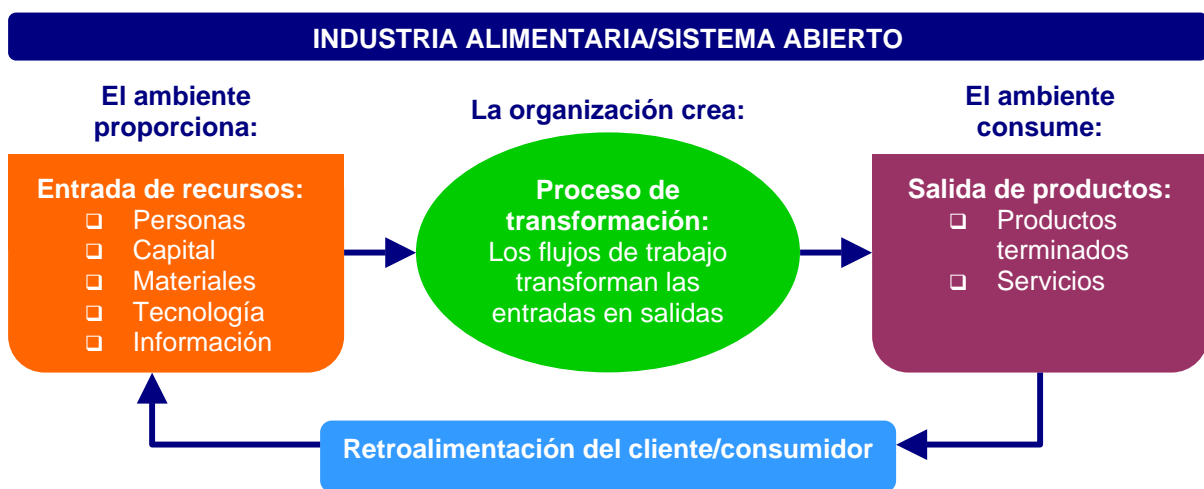 INDUSTRIA ALIMENTARIA/SISTEMA ABIERTO
El ambiente
proporciona:
Entrada de recursos:
❑ Personas
❑ Capital
❑ Materiales
❑ Tecnología
❑ Información
La organización crea:
Proceso de
transformación:
Los flujos de trabajo
transforman las
entradas en salidas
El ambiente
consume:
Salida de productos:
❑ Productos
terminados
❑ Servicios
Retroalimentación del cliente/consumidor